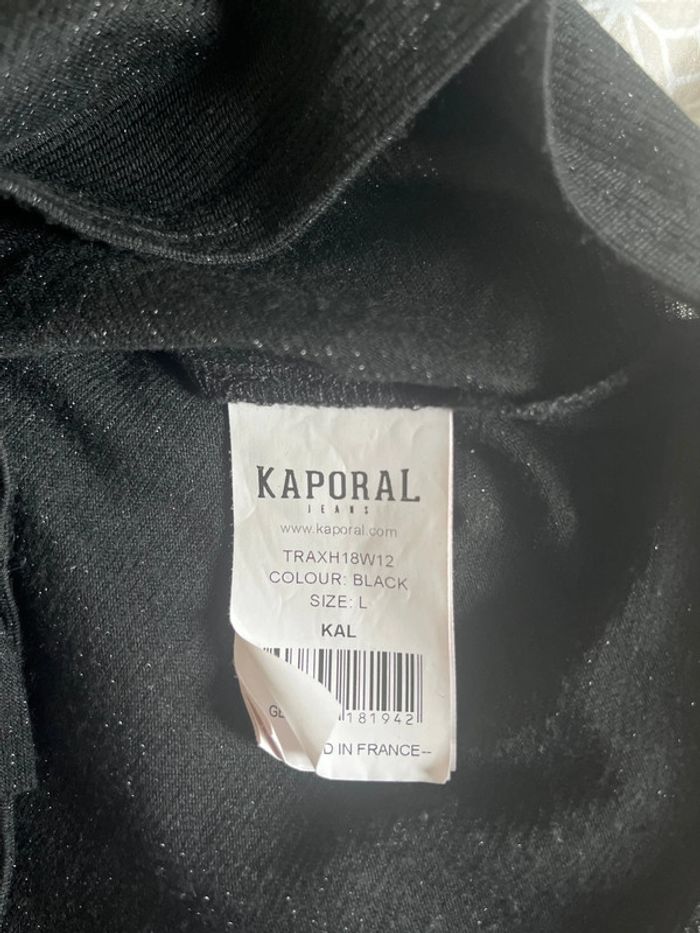 KAPORAL
JEANS
www.kaporal.com
TRAXH18W12
COLOUR: BLACK
SIZE: L
KAL
181942
IN FRANCE--